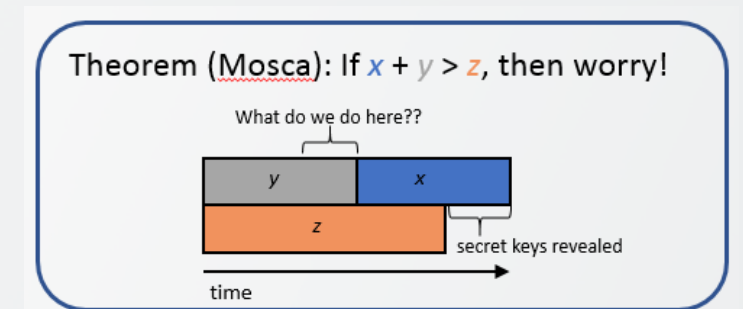 Theorem (Mosca): If x + y > z, then worry!
What do we do here??
y
x
z
secret keys revealed
time